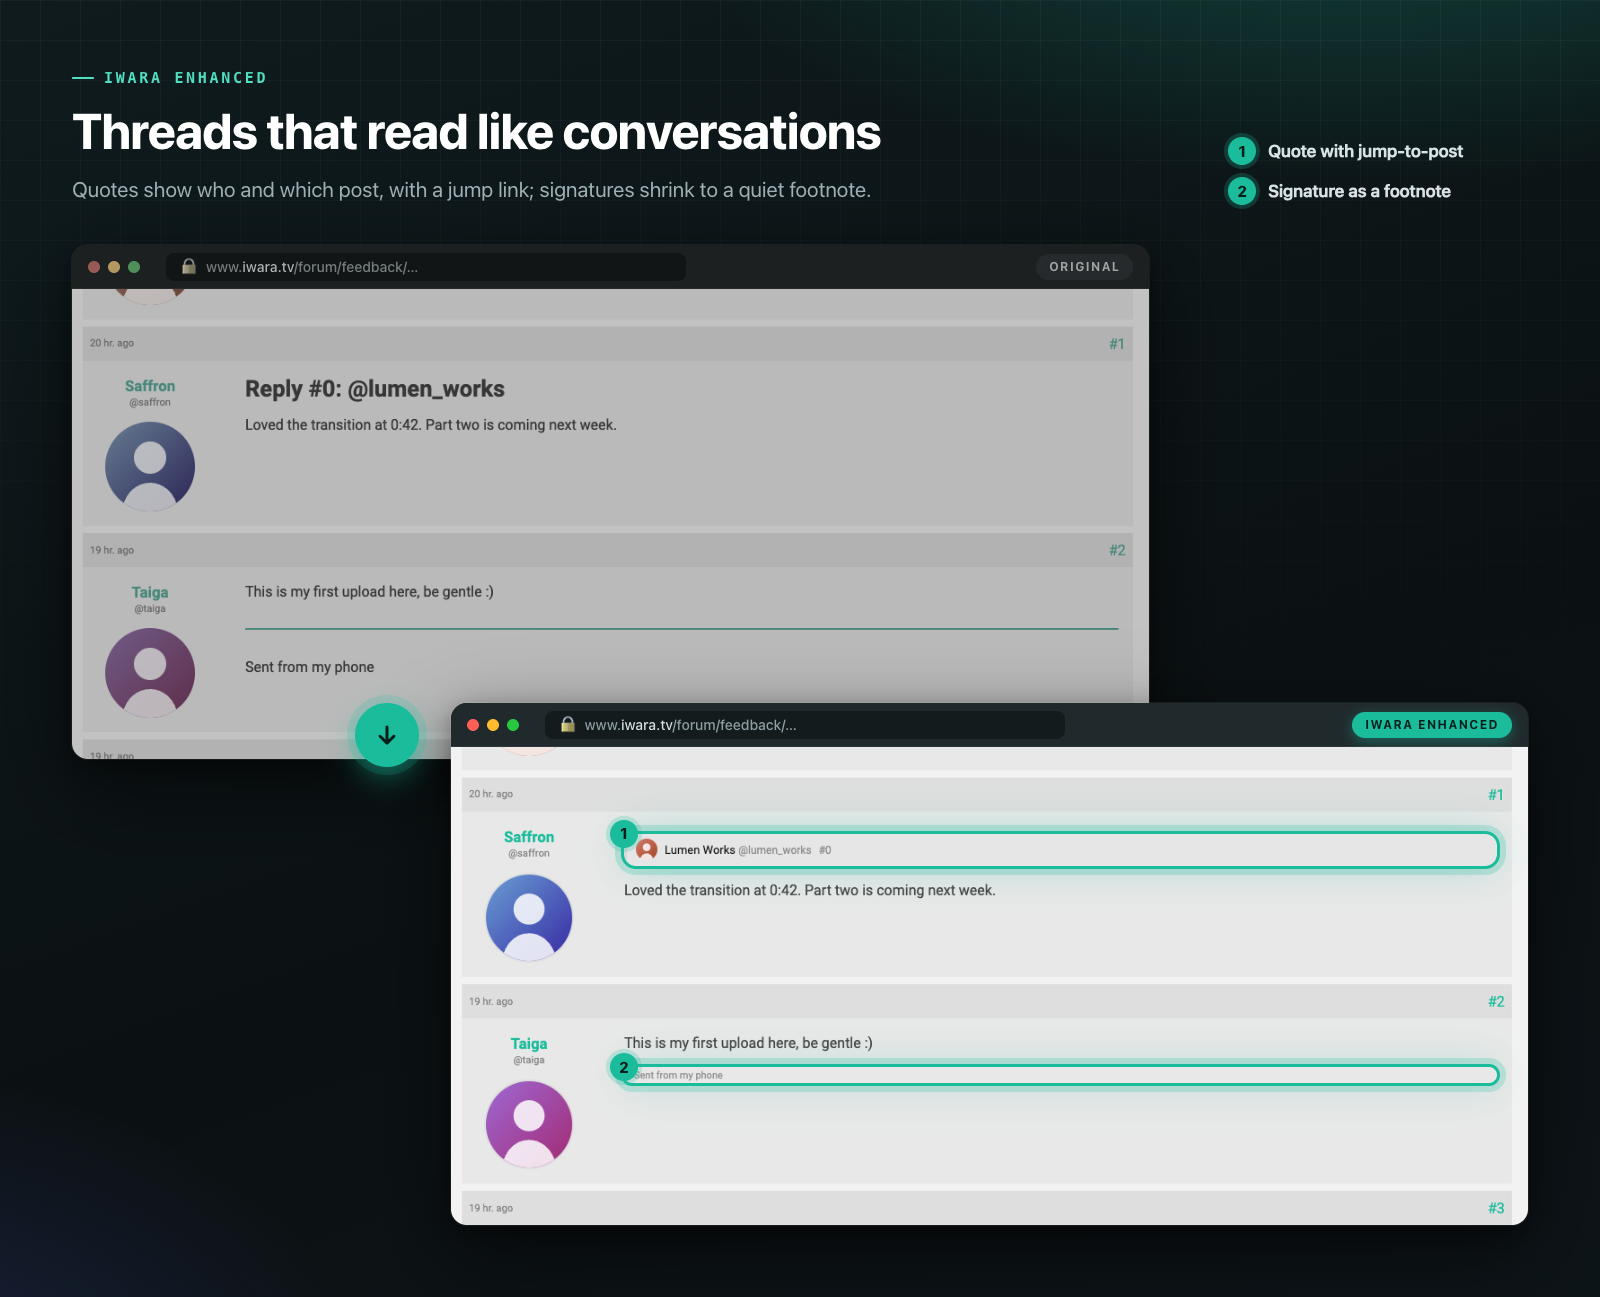 IWARA ENHANCED
Threads that read like conversations
Quotes show who and which post, with a jump link; signatures shrink to a quiet footnote.
1 Quote with jump-to-post
2 Signature as a footnote
www.iwara.tv/forum/feedback/...
ORIGINAL
20 hr. ago #1
Saffron
@saffron
Reply #0: @lumen_works
Loved the transition at 0:42. Part two is coming next week.
19 hr. ago #2
Taiga
@taiga
This is my first upload here, be gentle :)
Sent from my phone
19 hr. ago
www.iwara.tv/forum/feedback/...
IWARA ENHANCED
20 hr. ago #1
Saffron
@saffron
1
Lumen Works @lumen_works #0
Loved the transition at 0:42. Part two is coming next week.
19 hr. ago #2
Taiga
@taiga
This is my first upload here, be gentle :)
2
Sent from my phone
19 hr. ago #3